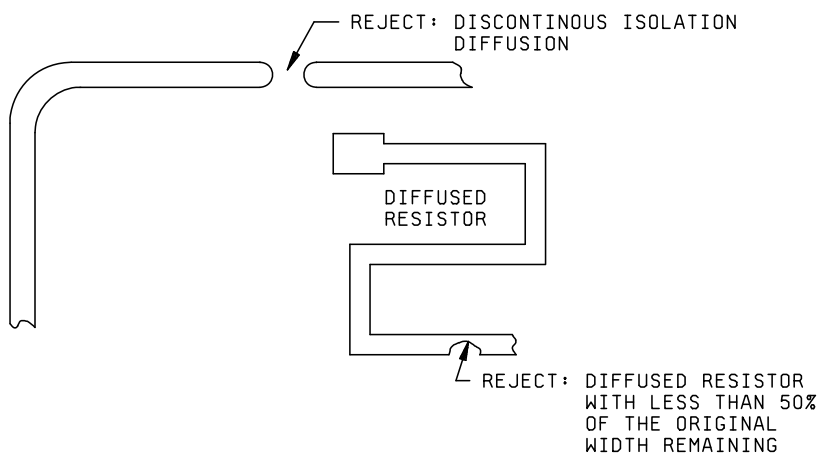 REJECT: DISCONTINOUS ISOLATION
DIFFUSION
DIFFUSED
RESISTOR
REJECT: DIFFUSED RESISTOR
WITH LESS THAN 50%
OF THE ORIGINAL
WIDTH REMAINING